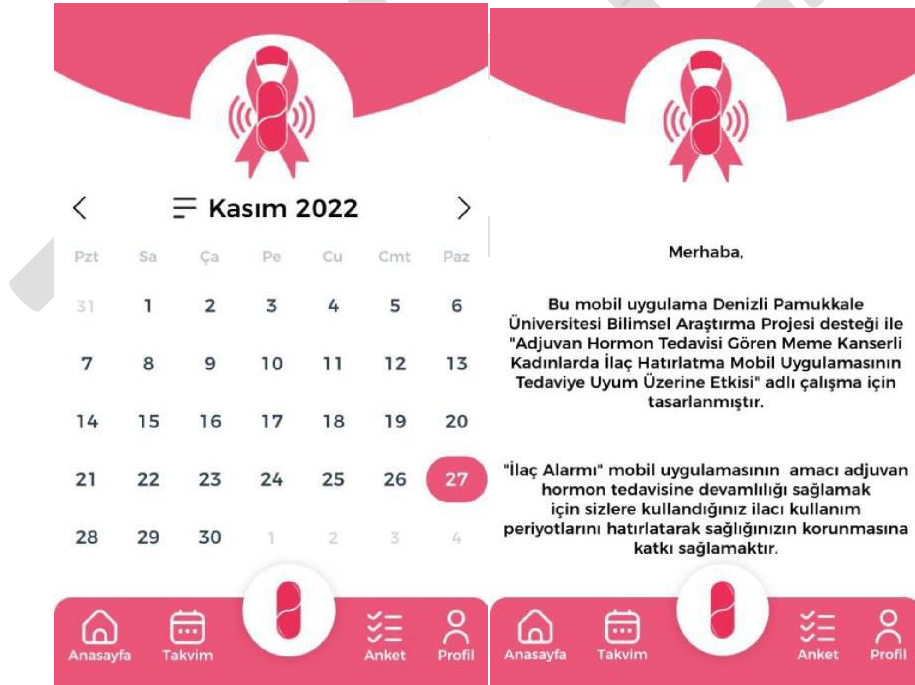 Kasım 2022
Pzt Sa Ça Pe Cu Cmt Paz
31 1 2 3 4 5 6
7 8 9 10 11 12 13
14 15 16 17 18 19 20
21 22 23 24 25 26 27
28 29 30 1 2 3 4
Anasayfa Takvim Anket Profil
Merhaba,
Bu mobil uygulama Denizli Pamukkale
Üniversitesi Bilimsel Araştırma Projesi desteği ile
"Adjuvan Hormon Tedavisi Gören Meme Kanserli
Kadınlarda İlaç Hatırlatma Mobil Uygulamasının
Tedaviye Uyum Üzerine Etkisi" adlı çalışma için
tasarlanmıştır.
"İlaç Alarmı" mobil uygulamasının amacı adjuvan
hormon tedavisine devamlılığı sağlamak
için sizlere kullandığınız ilacı kullanım
periyotlarını hatırlatarak sağlığınızın korunmasına
katkı sağlamaktır.
Anasayfa Takvim Anket Profil